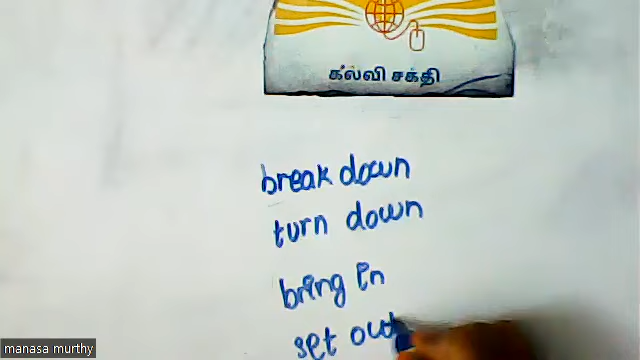 கல்வி சக்தி
break down
turn down
bring in
set out
manasa murthy